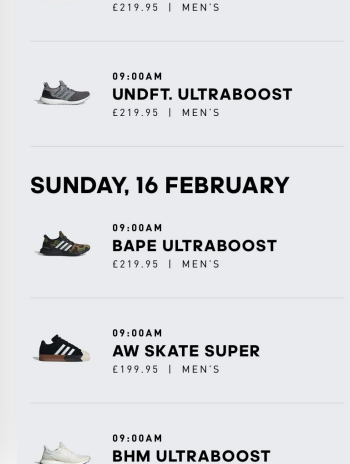 £219.95 | MEN'S
09:00AM
UNDFT. ULTRABOOST
£219.95 | MEN'S
SUNDAY, 16 FEBRUARY
09:00AM
BAPE ULTRABOOST
£219.95 | MEN'S
09:00AM
AW SKATE SUPER
£199.95 | MEN'S
09:00AM
BHM ULTRABOOST